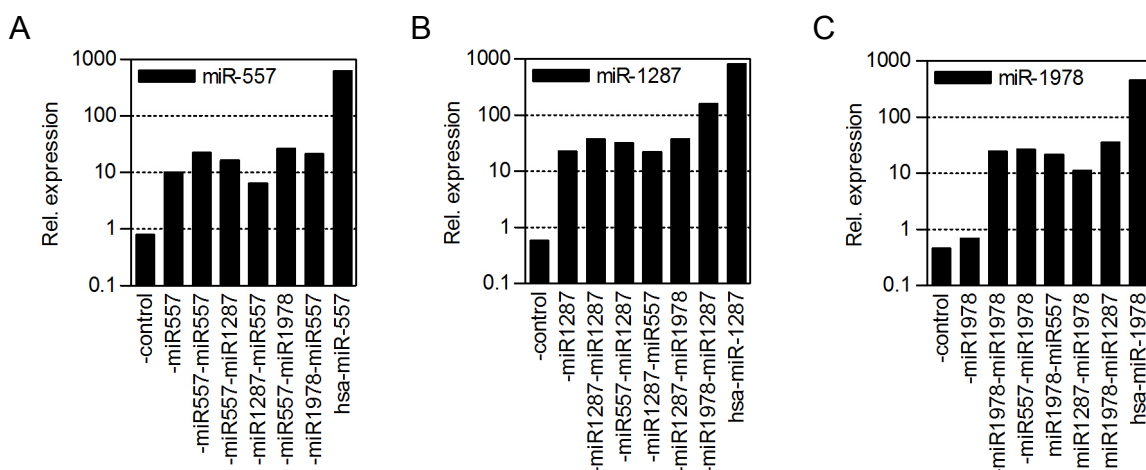 A
Rel. expression
1000
100
10
1
0.1
miR-557
-control
-miR557
-miR557-miR557
-miR557-miR1287
-miR1287-miR557
-miR557-miR1978
-miR1978-miR557
hsa-miR-557
B
Rel. expression
1000
100
10
1
0.1
miR-1287
-control
-miR1287
-miR1287-miR1287
-miR557-miR1287
-miR1287-miR557
-miR1287-miR1978
-miR1978-miR1287
hsa-miR-1287
C
Rel. expression
1000
100
10
1
0.1
miR-1978
-control
-miR1978
-miR1978-miR1978
-miR557-miR1978
miR1978-miR557
miR1287-miR1978
miR1978-miR1287
hsa-miR-1978